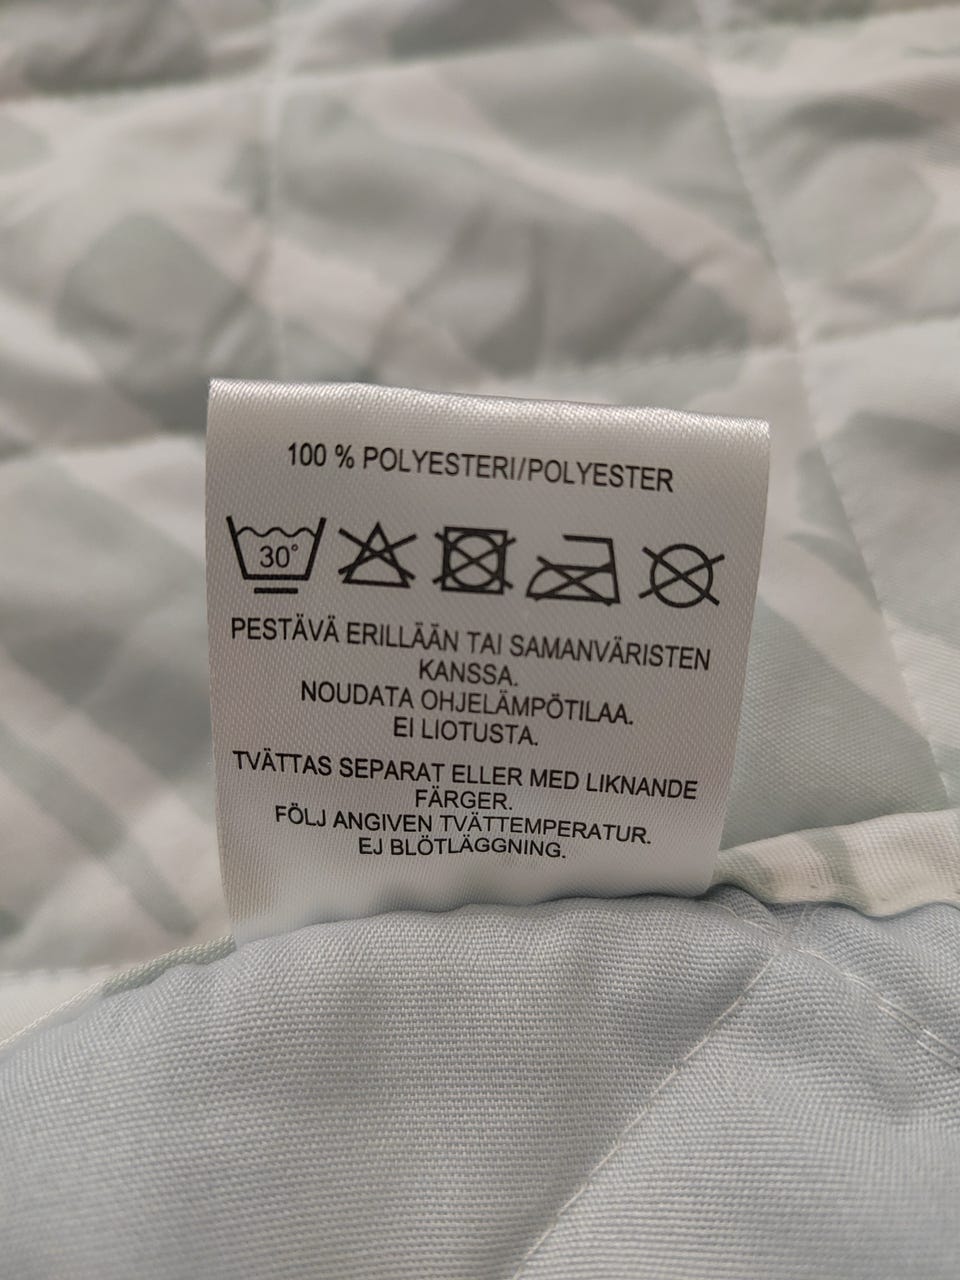 100 % POLYESTERI/POLYESTER
30°
PESTÄVÄ ERILLÄÄN TAI SAMANVÄRISTEN
KANSSA.
NOUDATA OHJELÄMPÖTILAA.
EI LIOTUSTA.
TVÄTTAS SEPARAT ELLER MED LIKNANDE
FÄRGER.
FÖLJ ANGIVEN TVÄTTEMPERATUR.
EJ BLÖTLÄGGNING.